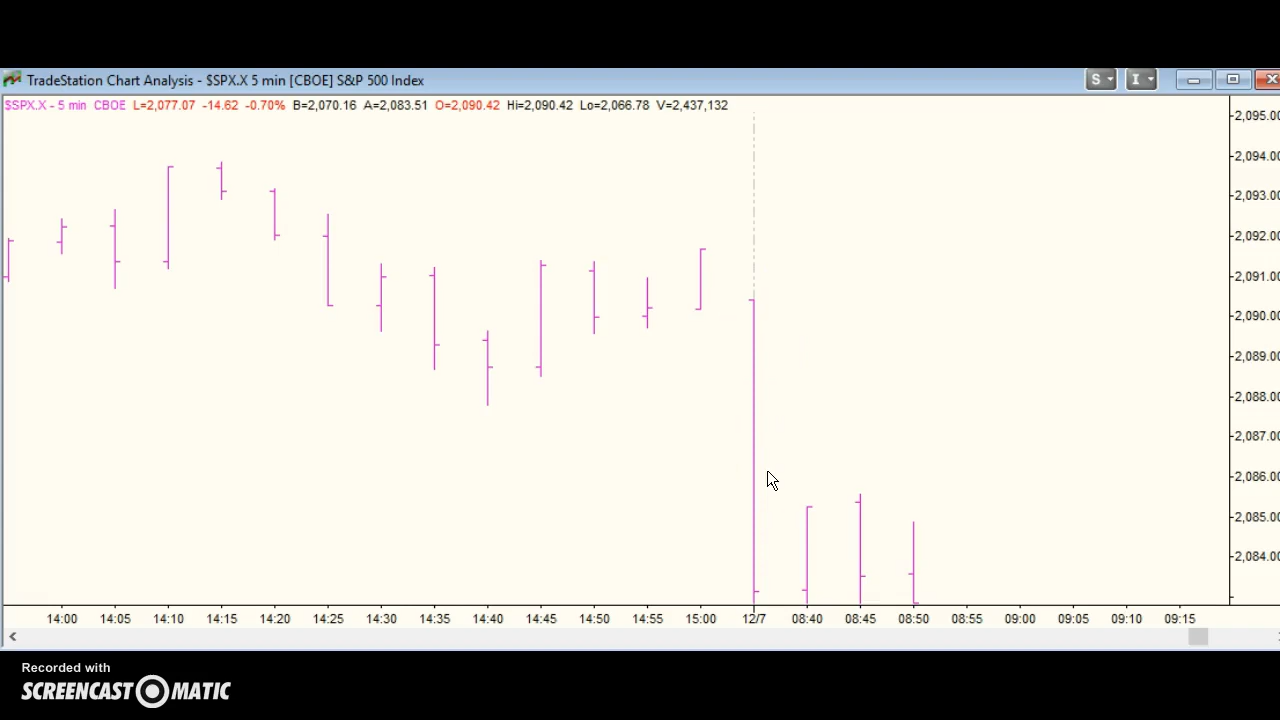 TradeStation Chart Analysis - $SPX.X 5 min [CBOE] S&P 500 Index
S I
$SPX.X - 5 min CBOE L=2,077.07 -14.62 -0.70% B=2,070.16 A=2,083.51 O=2,090.42 Hi=2,090.42 Lo=2,066.78 V=2,437,132
2,095.00
2,094.00
2,093.00
2,092.00
2,091.00
2,090.00
2,089.00
2,088.00
2,087.00
2,086.00
2,085.00
2,084.00
14:00 14:05 14:10 14:15 14:20 14:25 14:30 14:35 14:40 14:45 14:50 14:55 15:00 12/7 08:40 08:45 08:50 08:55 09:00 09:05 09:10 09:15
Recorded with
SCREENCAST MATIC